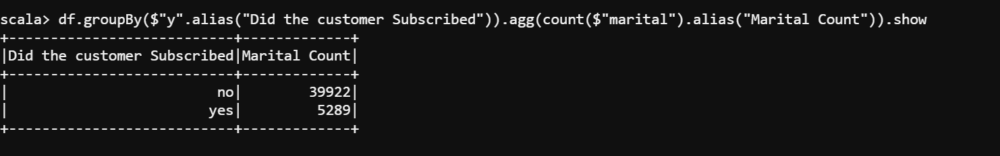 scala> df.groupBy($"y".alias("Did the customer Subscribed")).agg(count($"marital").alias("Marital Count")).show
+---------------------------+-------------+
|Did the customer Subscribed|Marital Count|
+---------------------------+-------------+
|                         no|        39922|
|                        yes|         5289|
+---------------------------+-------------+